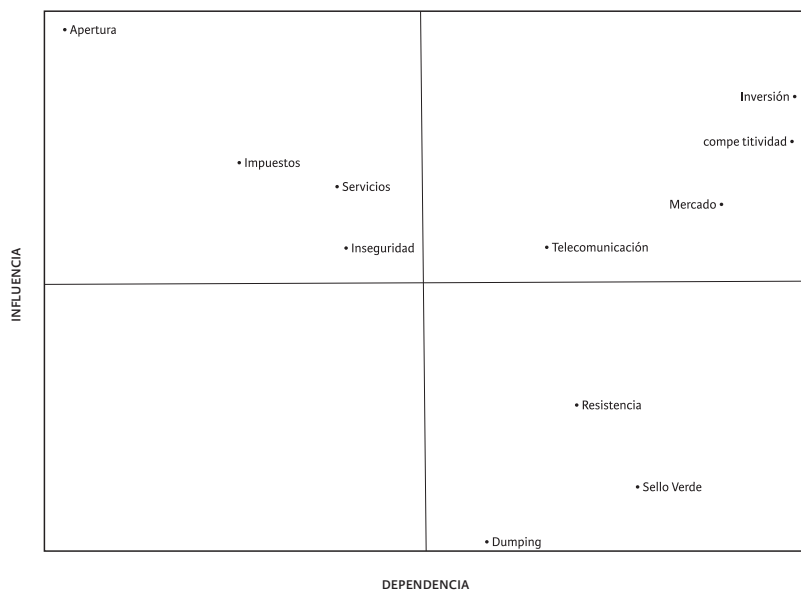 • Apertura
Inversión •
compe titividad •
• Impuestos
• Servicios
Mercado •
• Inseguridad
• Telecomunicación
INFLUENCIA
• Resistencia
• Sello Verde
• Dumping
DEPENDENCIA